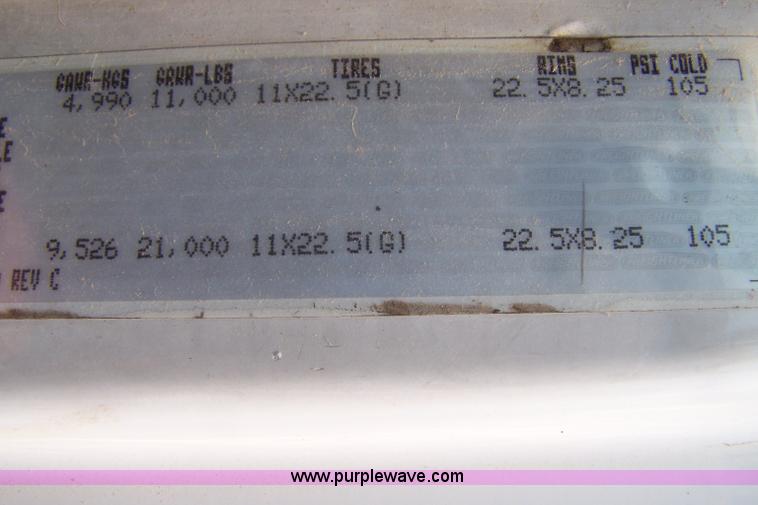 GAWR-KGS GAWR-LBS TIRES RIMS PSI COLD
4,990 11,000 11X22.5(G) 22.5X8.25 105
E
LE
E
9,526 21,000 11X22.5(G) 22.5X8.25 105
REV C
www.purplewave.com